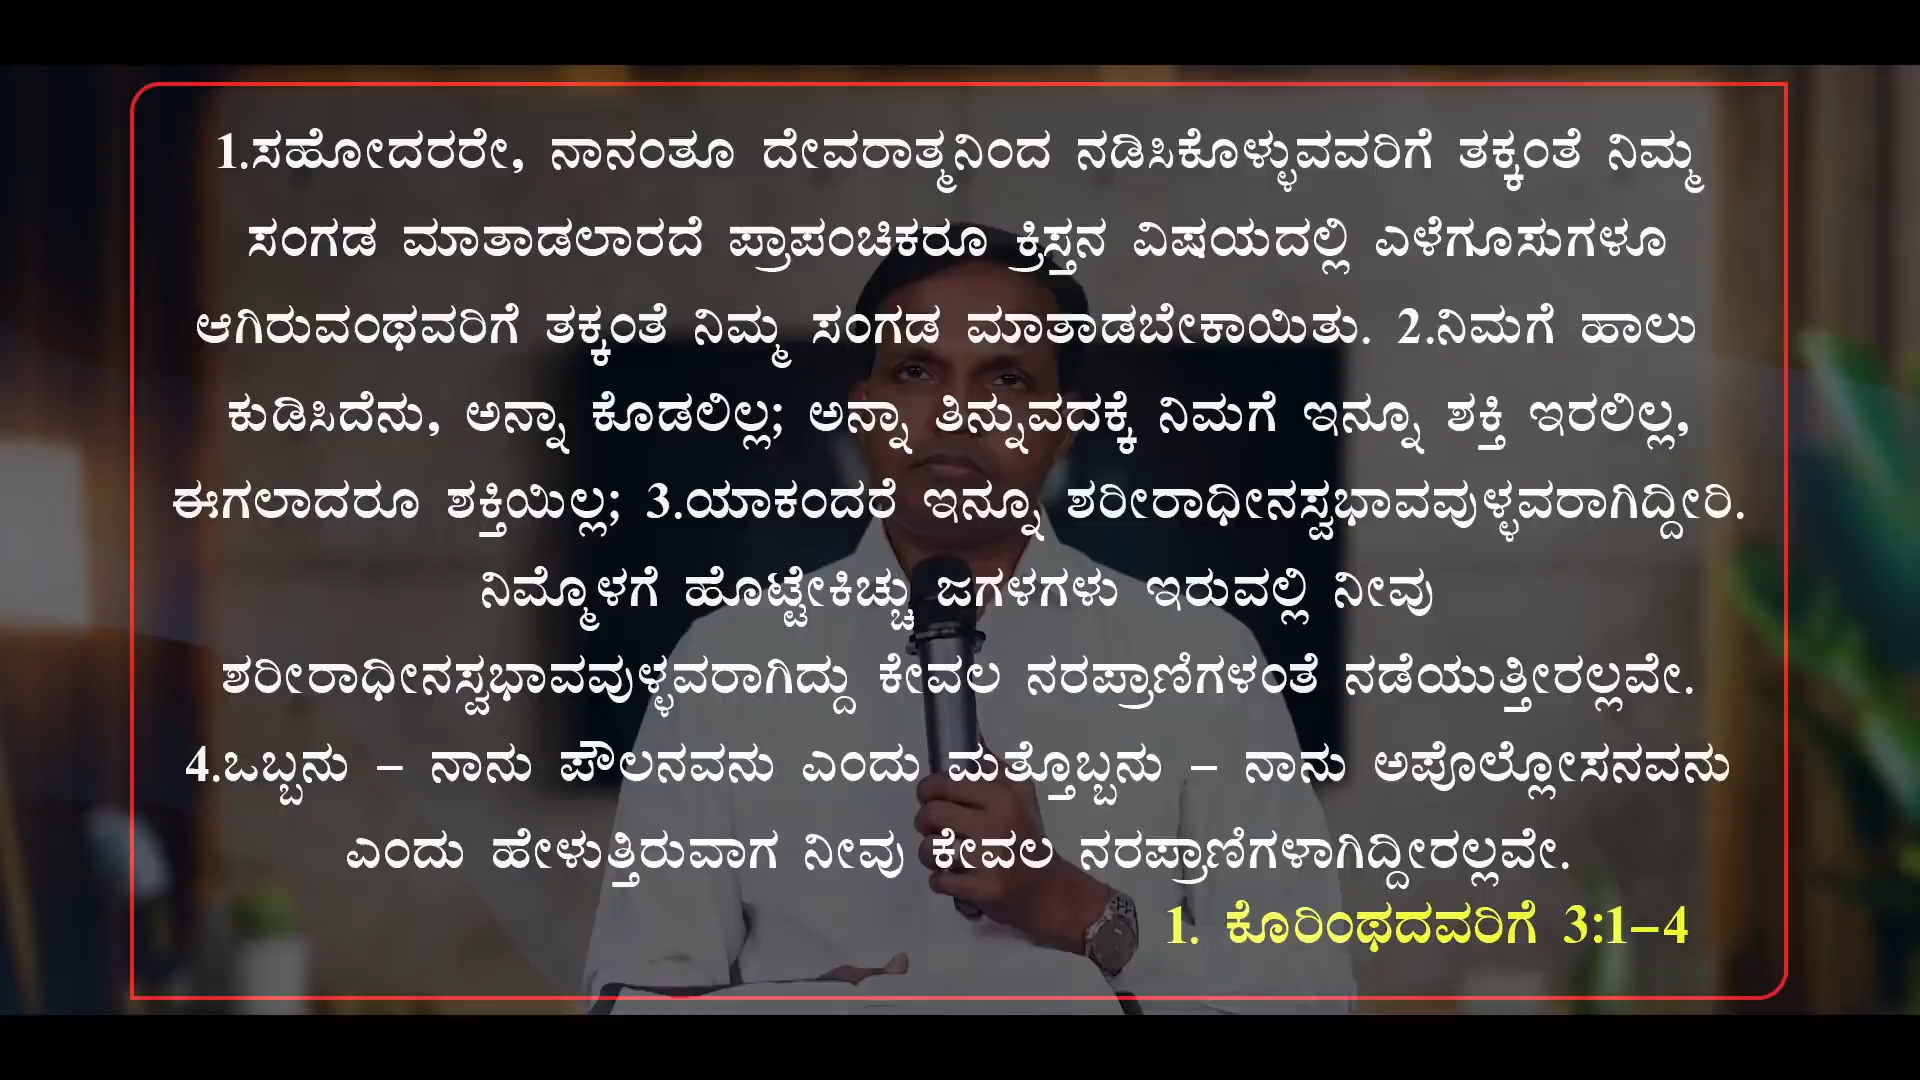 1.ಸಹೋದರರೇ, ನಾನಂತೂ ದೇವರಾತ್ಮನಿಂದ ನಡಿಸಿಕೊಳ್ಳುವವರಿಗೆ ತಕ್ಕಂತೆ ನಿಮ್ಮ
ಸಂಗಡ ಮಾತಾಡಲಾರದೆ ಪ್ರಾಪಂಚಿಕರೂ ಕ್ರಿಸ್ತನ ವಿಷಯದಲ್ಲಿ ಎಳೆಗೂಸುಗಳೂ
ಆಗಿರುವಂಥವರಿಗೆ ತಕ್ಕಂತೆ ನಿಮ್ಮ ಸಂಗಡ ಮಾತಾಡಬೇಕಾಯಿತು. 2.ನಿಮಗೆ ಹಾಲು
ಕುಡಿಸಿದೆನು, ಅನ್ನಾ ಕೊಡಲಿಲ್ಲ; ಅನ್ನಾ ತಿನ್ನುವದಕ್ಕೆ ನಿಮಗೆ ಇನ್ನೂ ಶಕ್ತಿ ಇರಲಿಲ್ಲ,
ಈಗಲಾದರೂ ಶಕ್ತಿಯಿಲ್ಲ; 3.ಯಾಕಂದರೆ ಇನ್ನೂ ಶರೀರಾಧೀನಸ್ವಭಾವವುಳ್ಳವರಾಗಿದ್ದೀರಿ.
ನಿಮ್ಮೊಳಗೆ ಹೊಟ್ಟೇಕಿಚ್ಚು ಜಗಳಗಳು ಇರುವಲ್ಲಿ ನೀವು
ಶರೀರಾಧೀನಸ್ವಭಾವವುಳ್ಳವರಾಗಿದ್ದು ಕೇವಲ ನರಪ್ರಾಣಿಗಳಂತೆ ನಡೆಯುತ್ತೀರಲ್ಲವೇ.
4.ಒಬ್ಬನು – ನಾನು ಪೌಲನವನು ಎಂದು ಮತ್ತೊಬ್ಬನು – ನಾನು ಅಪೊಲ್ಲೋಸನವನು
ಎಂದು ಹೇಳುತ್ತಿರುವಾಗ ನೀವು ಕೇವಲ ನರಪ್ರಾಣಿಗಳಾಗಿದ್ದೀರಲ್ಲವೇ.
1. ಕೊರಿಂಥದವರಿಗೆ 3:1–4